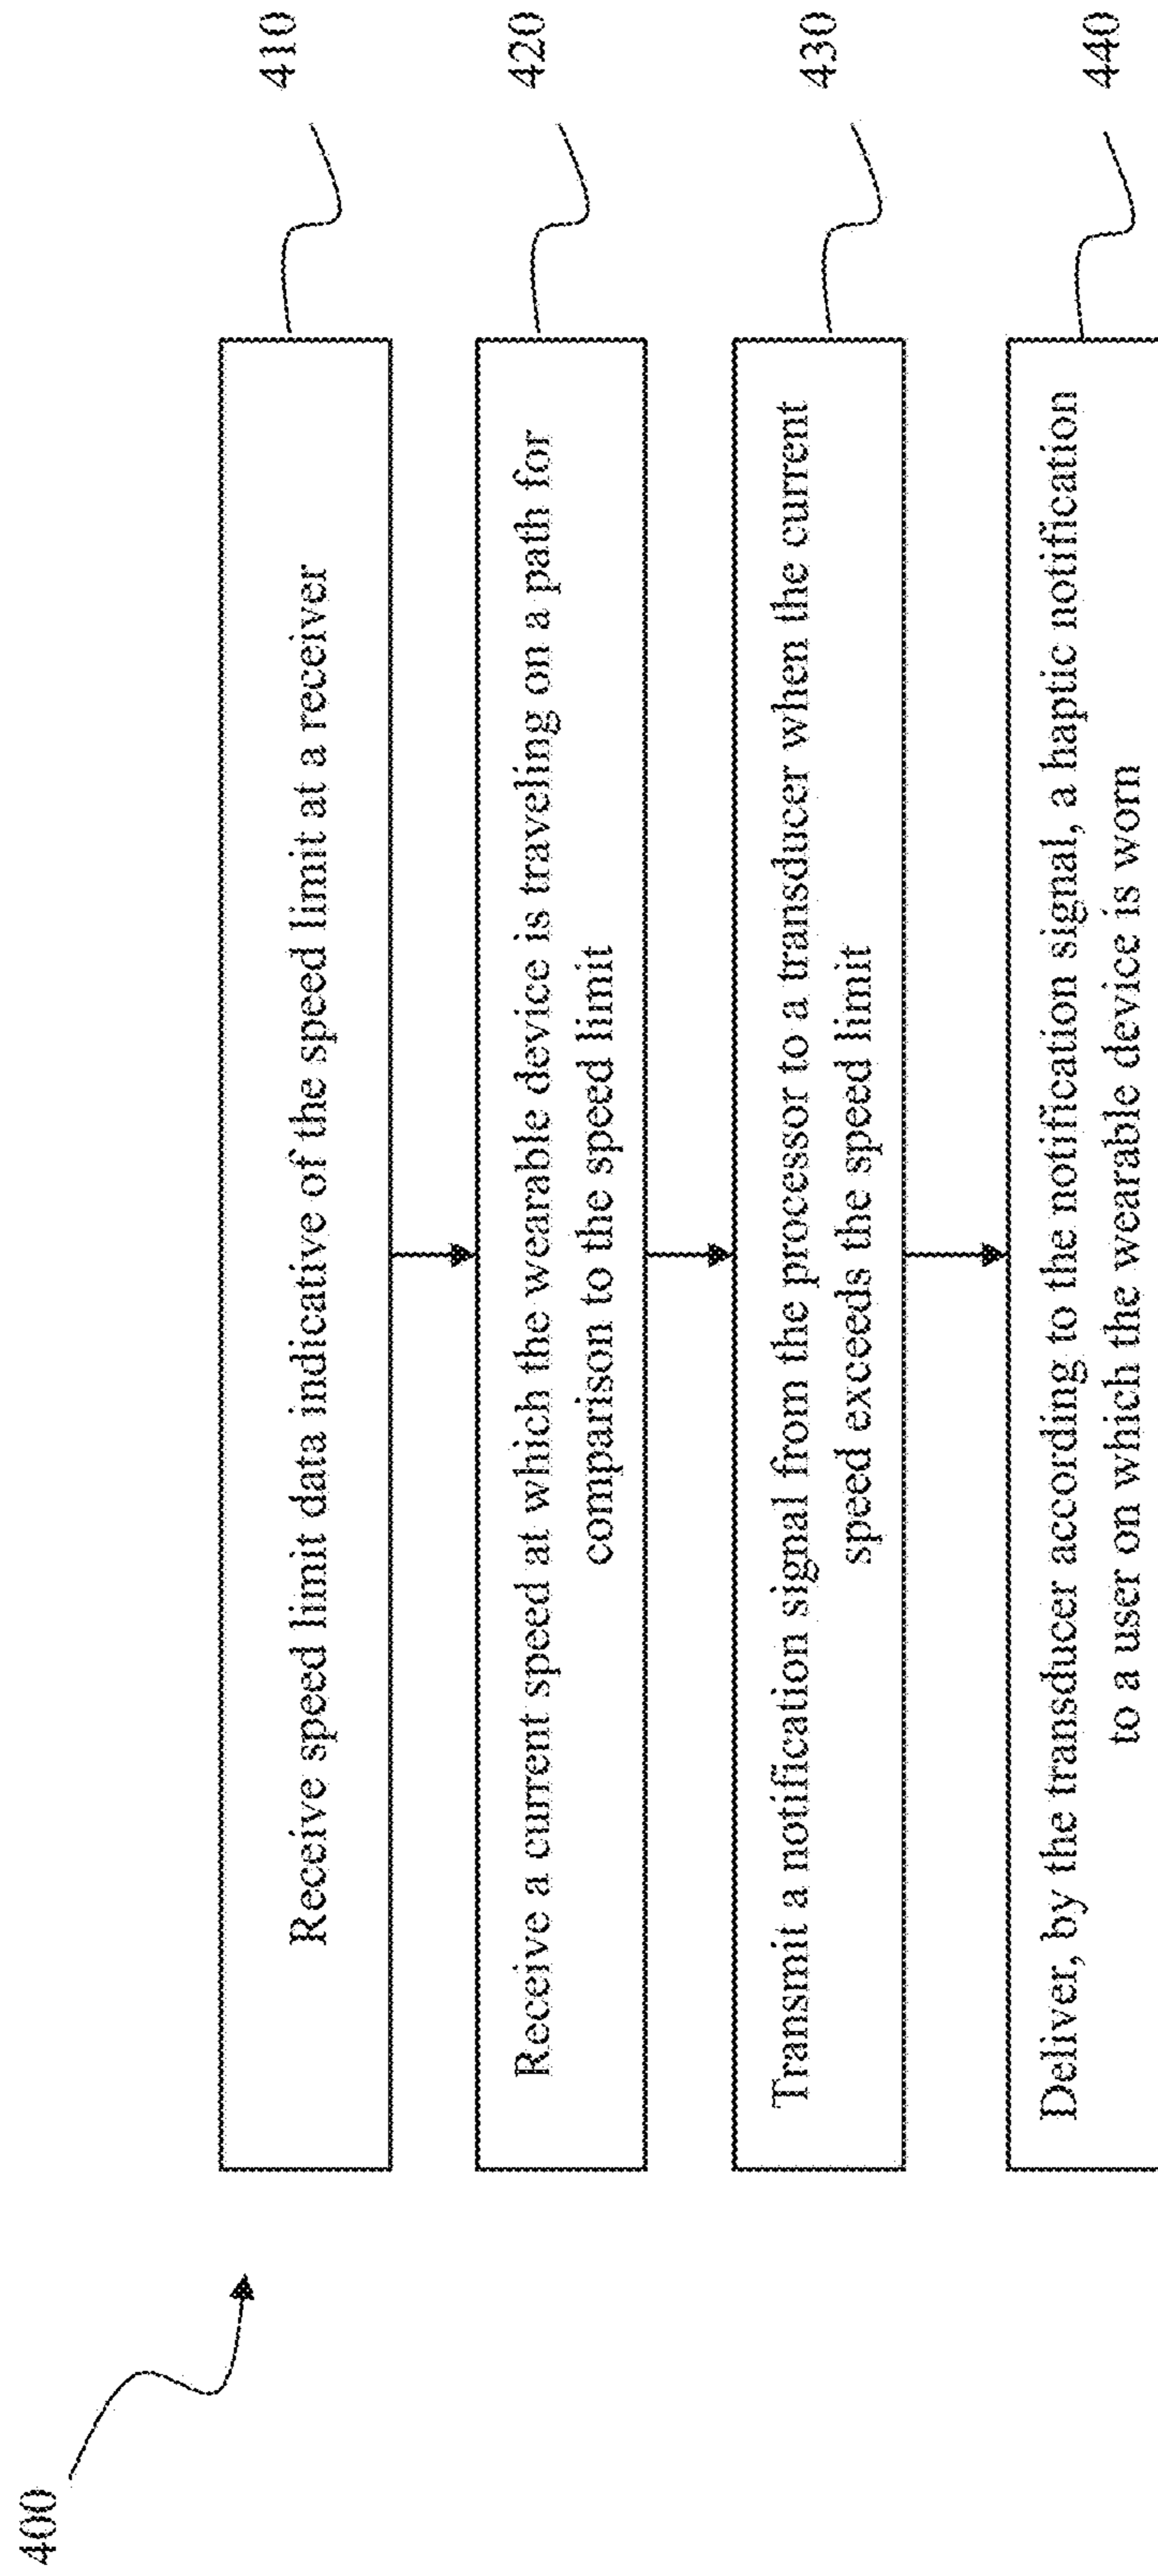 400
Receive speed limit data indicative of the speed limit at a receiver
410
Receive a current speed at which the wearable device is traveling on a path for
comparison to the speed limit
420
Transmit a notification signal from the processor to a transducer when the current
speed exceeds the speed limit
430
Deliver, by the transducer according to the notification signal, a haptic notification
to a user on which the wearable device is worn
440